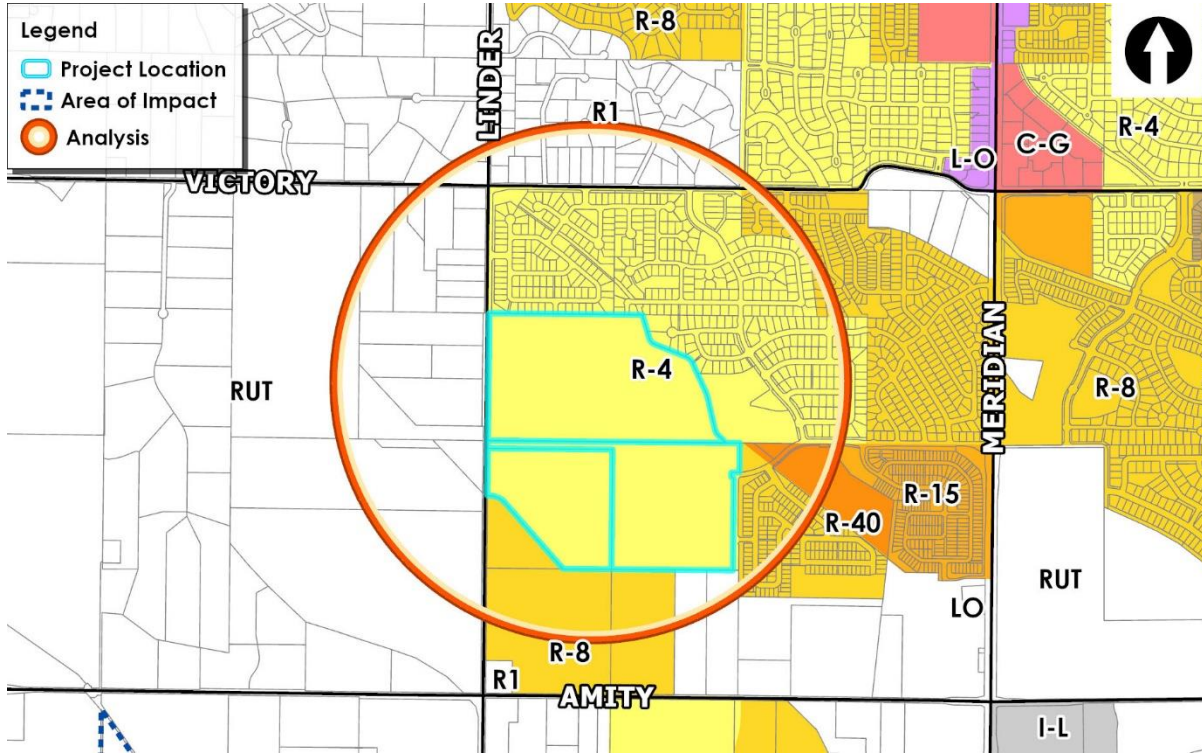 Legend
Project Location
Area of Impact
Analysis
R-8
LINDER
R1
VICTORY
L-O
C-G
R-4
RUT
R-4
MERIDIAN
R-8
R-15
R-40
RUT
LO
R-8
R1
AMITY
I-L